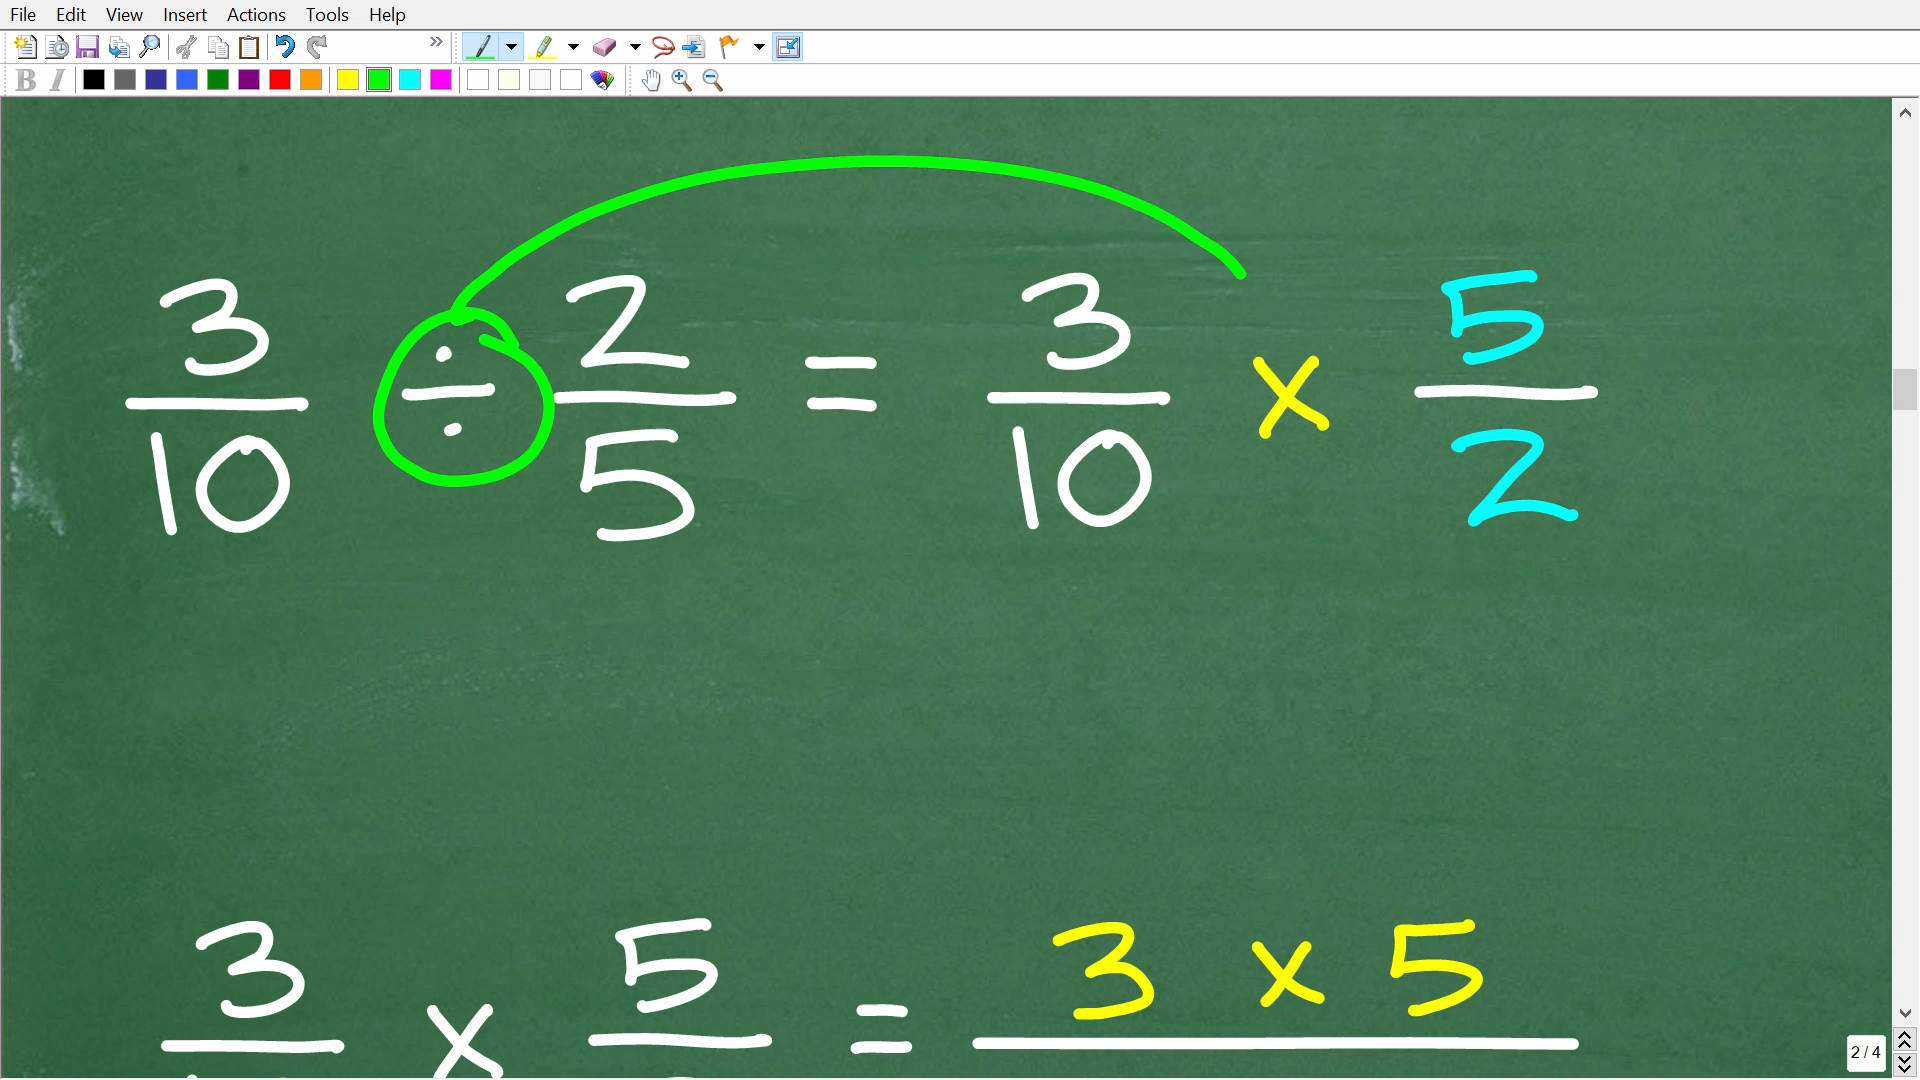 File Edit View Insert Actions Tools Help
B I
3/10 ÷ 2/5 = 3/10 x 5/2
3 x 5 = 3 x 5
2 / 4